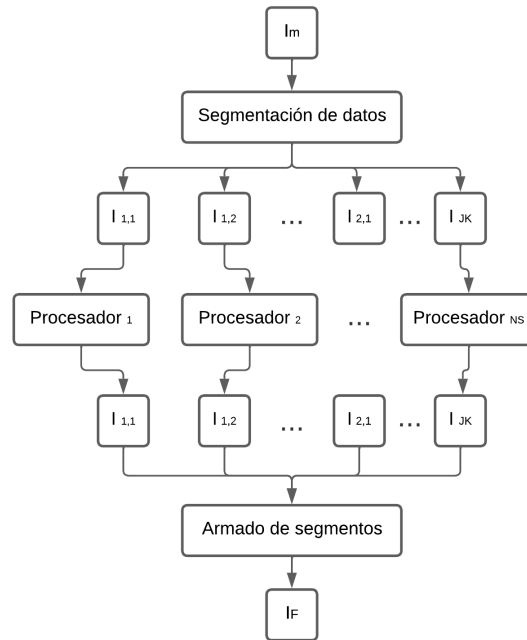 Im
Segmentación de datos
I 1,1 I 1,2 ... I 2,1 ... I JK
Procesador 1 Procesador 2 ... Procesador NS
I 1,1 I 1,2 ... I 2,1 ... I JK
Armado de segmentos
IF